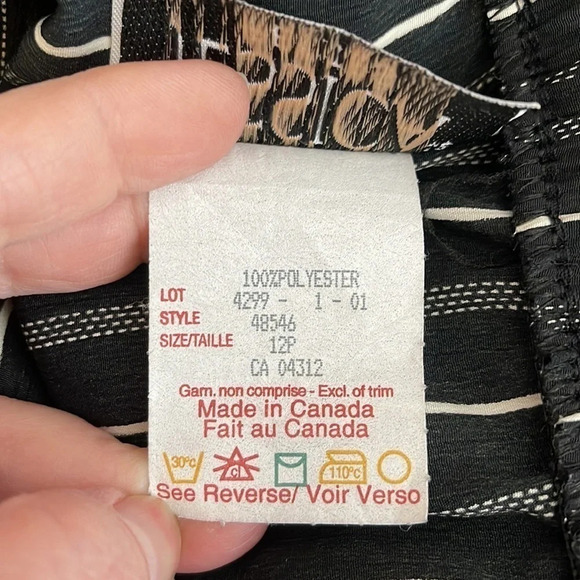 100%POLYESTER
LOT 4299 - 1 - 01
STYLE 48546
SIZE/TAILLE 12P
CA 04312
Garn. non comprise - Excl. of trim
Made in Canada
Fait au Canada
30°C cl 110°C
See Reverse/ Voir Verso